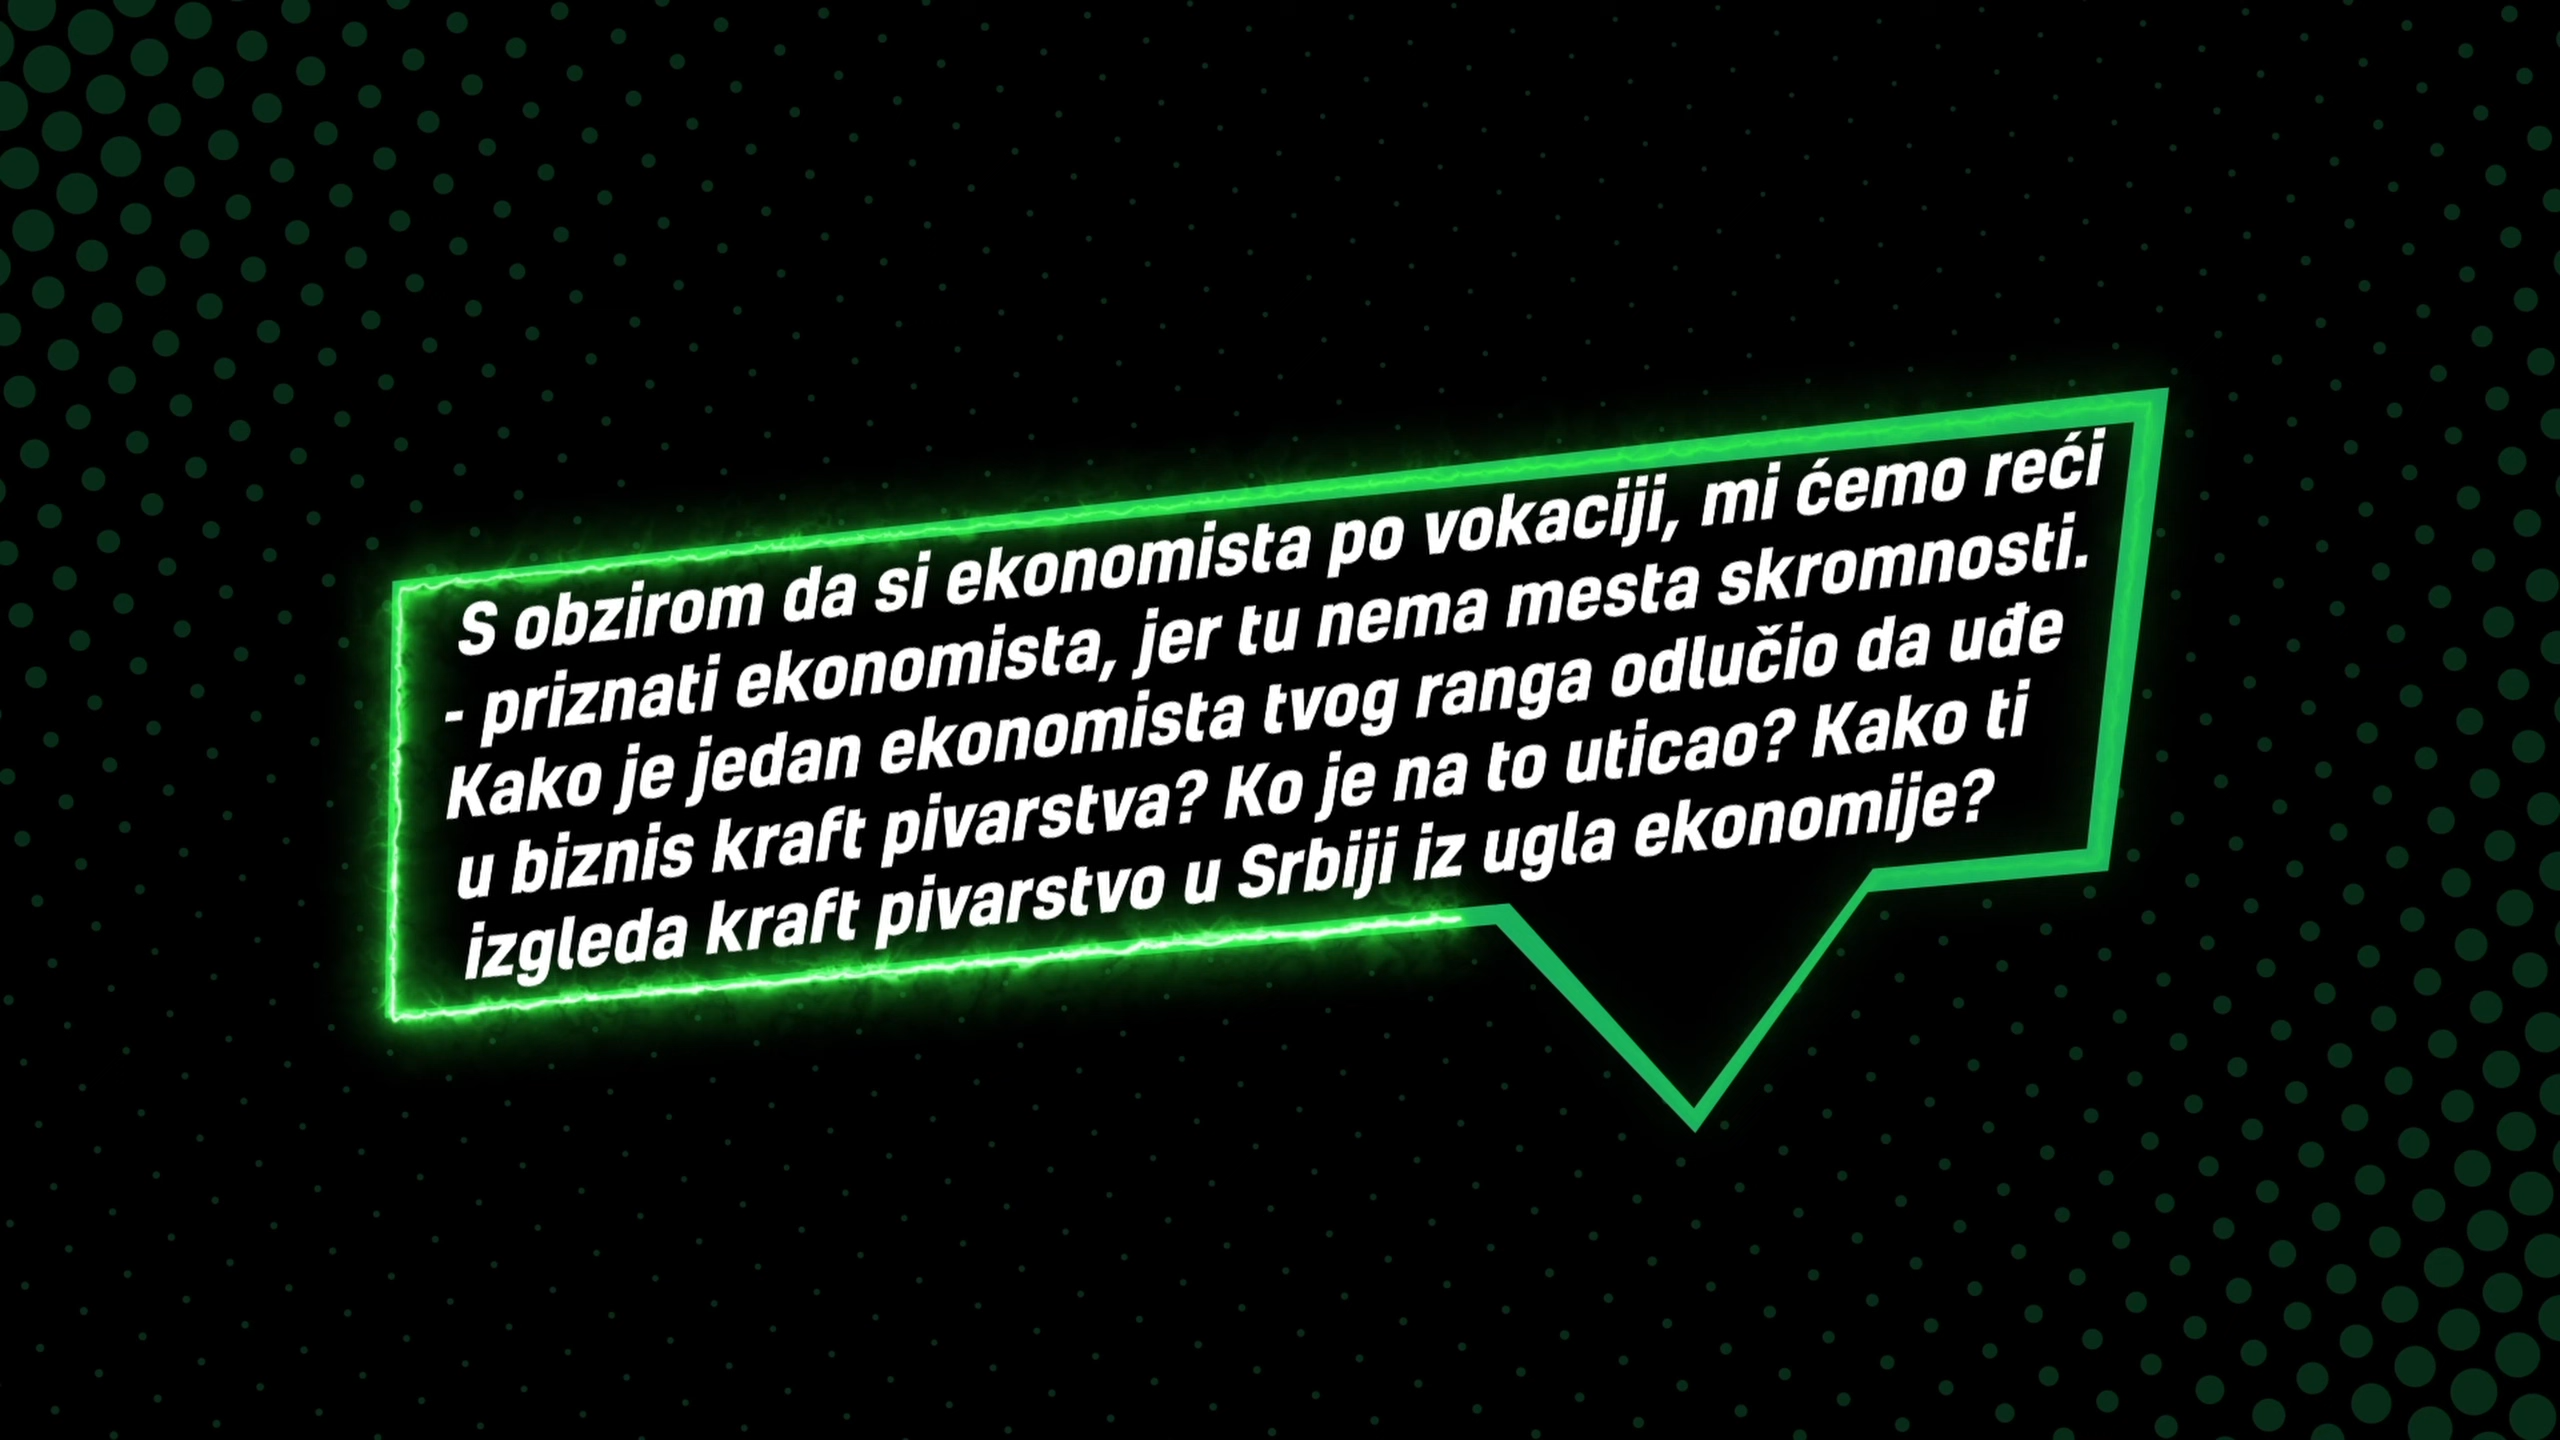 S obzirom da si ekonomista po vokaciji, mi ćemo reći
- priznati ekonomista, jer tu nema mesta skromnosti.
Kako je jedan ekonomista tvog ranga odlučio da uđe
u biznis kraft pivarstva? Ko je na to uticao? Kako ti
izgleda kraft pivarstvo u Srbiji iz ugla ekonomije?